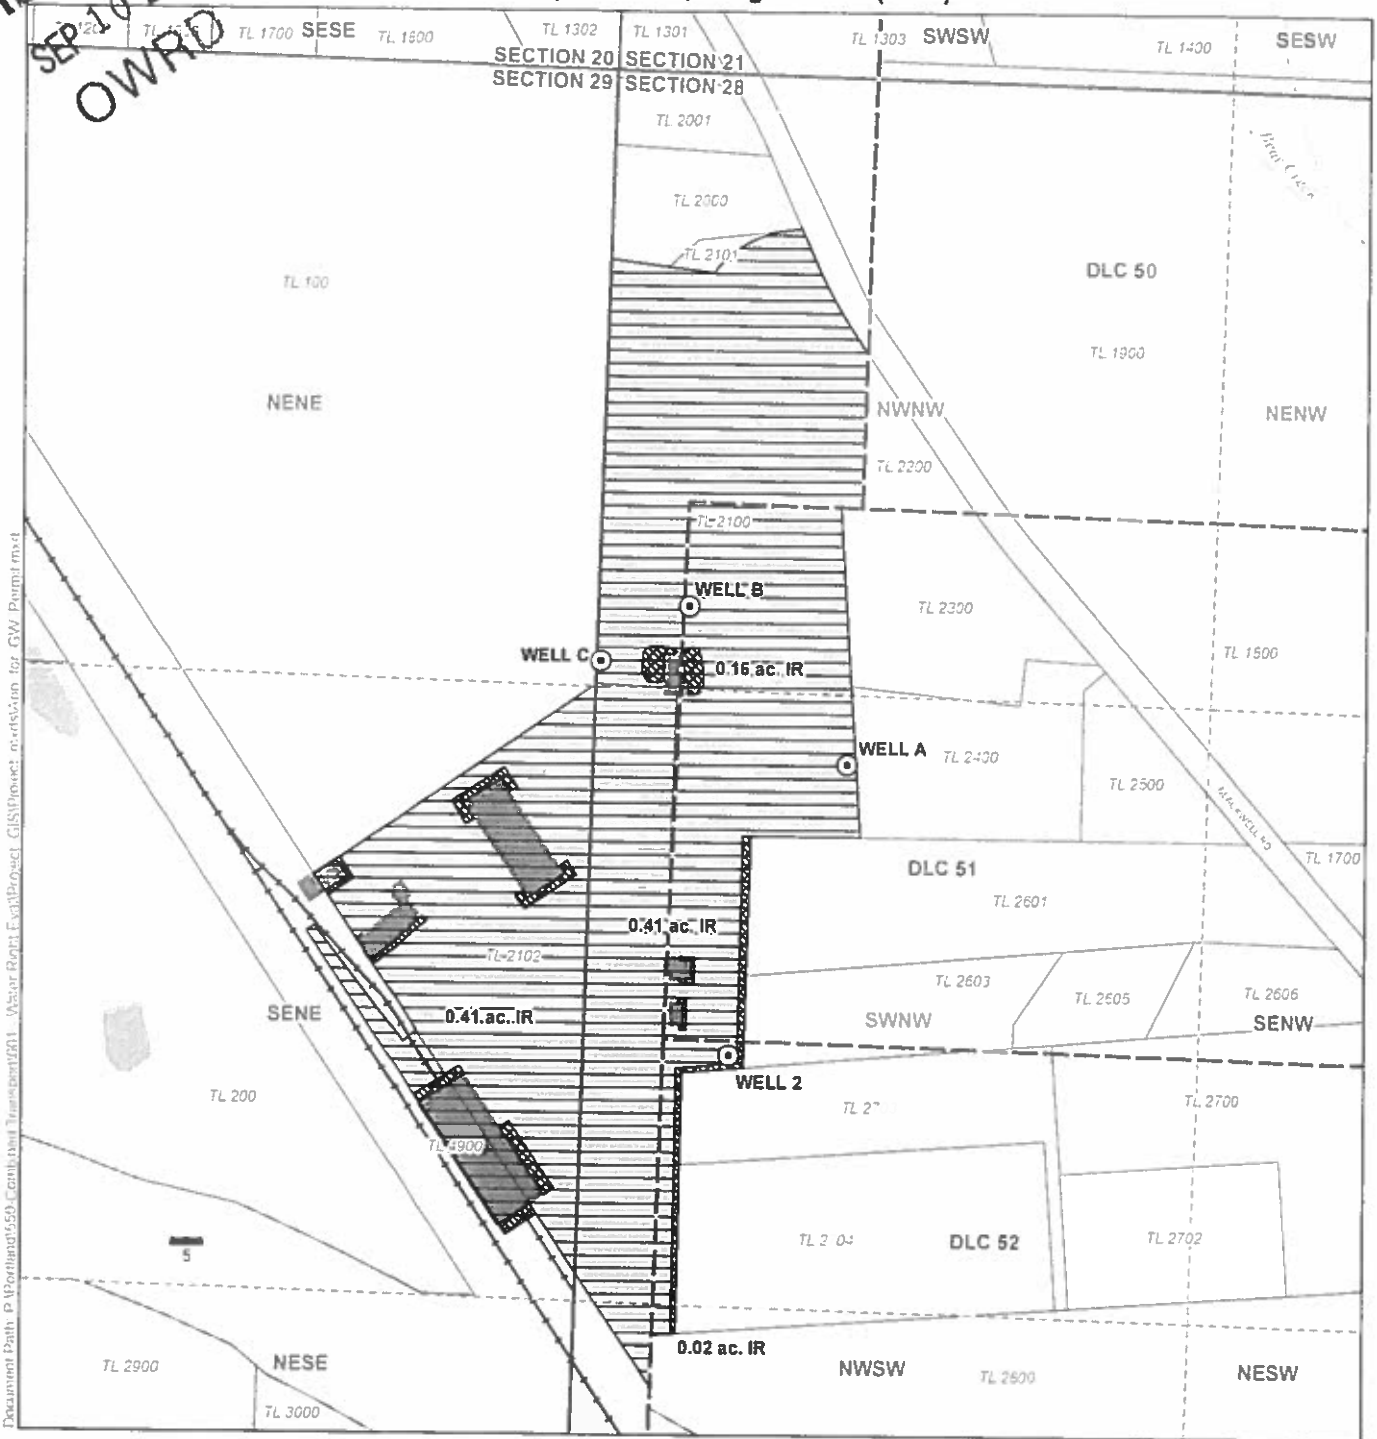 SEP 10
OWRD
TL 1700 SESE TL 1800 TL 1302 TL 1301 TL 1303 SWSW TL 1400 SESW
SECTION 20 SECTION 21
SECTION 29 SECTION 28
TL 2001
Bear Creek
TL 2000
TL 2101
TL 100
DLC 50
TL 1900
NENE
NWNW
NENW
TL 2200
TL 2100
WELL B
TL 2300
WELL C
0.16 ac. IR
TL 1500
WELL A
TL 2400
TL 2500
TL 1700
DLC 51
TL 2601
0.41 ac. IR
TL 2102
TL 2603
TL 2605
TL 2606
SENE
0.41 ac. IR
SWNW
SENW
WELL 2
TL 200
TL 2700
TL 4900
5
DLC 52
TL 2702
0.02 ac. IR
TL 2900
NESE
NWSW
TL 2600
NESW
TL 3000